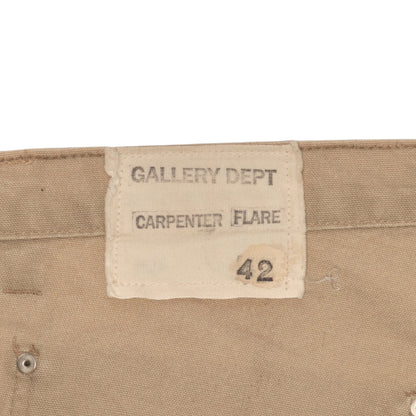 GALLERY DEPT
CARPENTER FLARE
42